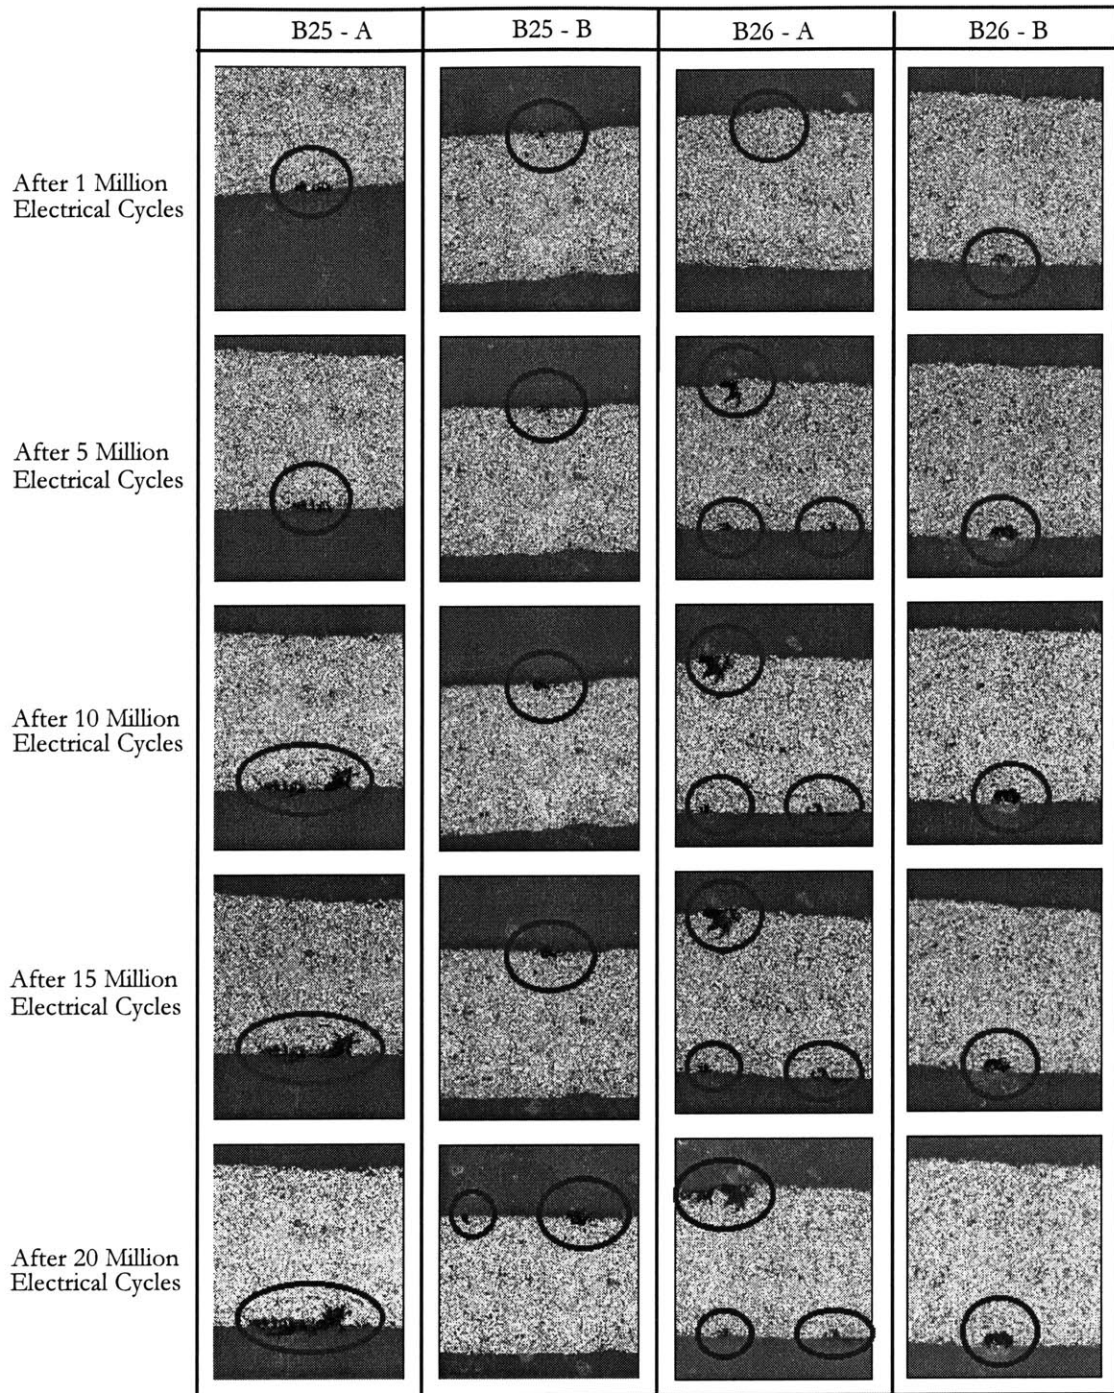 B25 - A
B25 - B
B26 - A
B26 - B
After 1 Million
Electrical Cycles
After 5 Million
Electrical Cycles
After 10 Million
Electrical Cycles
After 15 Million
Electrical Cycles
After 20 Million
Electrical Cycles